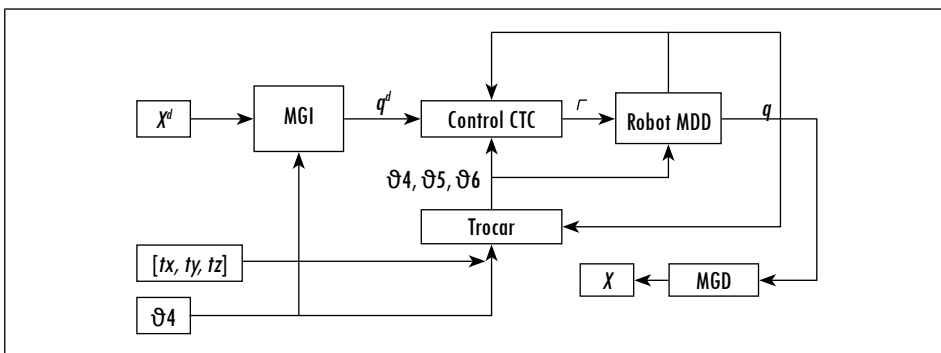 X^d
MGI
q^d
Control CTC
Γ
Robot MDD
q
ϑ4, ϑ5, ϑ6
Trocar
[tx, ty, tz]
X
MGD
ϑ4